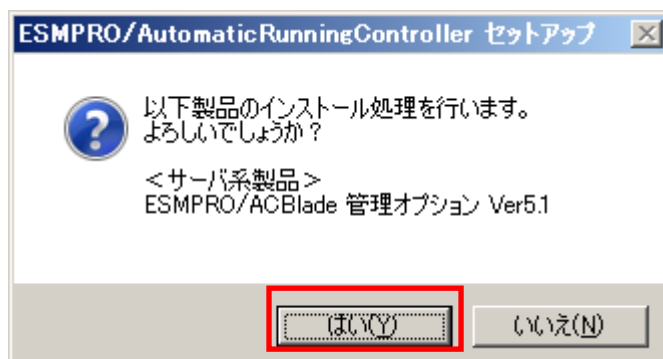 ESMPRO/AutomaticRunningController セットアップ
以下製品のインストール処理を行います。
よろしいでしょうか？
＜サーバ系製品＞
ESMPRO/ACBlade 管理オプション Ver5.1
はい(Y)
いいえ(N)